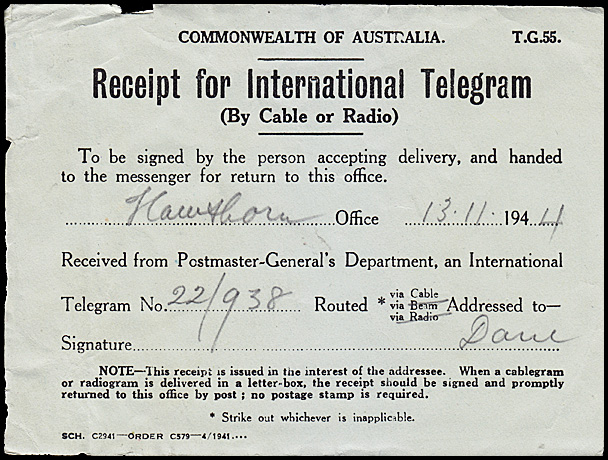 COMMONWEALTH OF AUSTRALIA. T.G.55.
Receipt for International Telegram
(By Cable or Radio)
To be signed by the person accepting delivery, and handed
to the messenger for return to this office.
Hawthorn Office 13.11.1944
Received from Postmaster-General's Department, an International
Telegram No. 22/938 Routed * via Cable
via Beam Addressed to—
via Radio
Signature
NOTE—This receipt is issued in the interest of the addressee. When a cablegram
or radiogram is delivered in a letter-box, the receipt should be signed and promptly
returned to this office by post ; no postage stamp is required.
* Strike out whichever is inapplicable.
SCH. C2941—ORDER C579—4/1941....